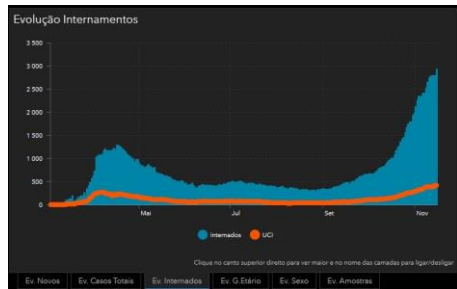 Evolução Internamentos
3 500
3 000
2 500
2 000
1 500
1 000
500
0
Mai Jul Set Nov
Internados UCI
Clique no canto superior direito para ver maior e no nome das camadas para ligar/desligar
Ev. Novos Ev. Casos Totais Ev. Internados Ev. G.Etário Ev. Sexo Ev. Amostras